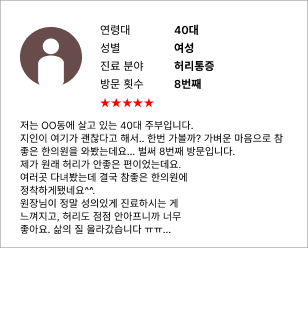 연령대 40대
성별 여성
진료 분야 허리통증
방문 횟수 8번째
★★★★★
저는 OO동에 살고 있는 40대 주부입니다.
지인이 여기가 괜찮다고 해서.. 한번 가볼까? 가벼운 마음으로 참
좋은 한의원을 와봤는데요... 벌써 8번째 방문입니다.
제가 원래 허리가 안좋은 편이었는데요.
여러곳 다녀봤는데 결국 참좋은 한의원에
정착하게됐네요^^.
원장님이 정말 성의있게 진료하시는 게
느껴지고, 허리도 점점 안아프니까 너무
좋아요. 삶의 질 올라갔습니다 ㅠㅠ...